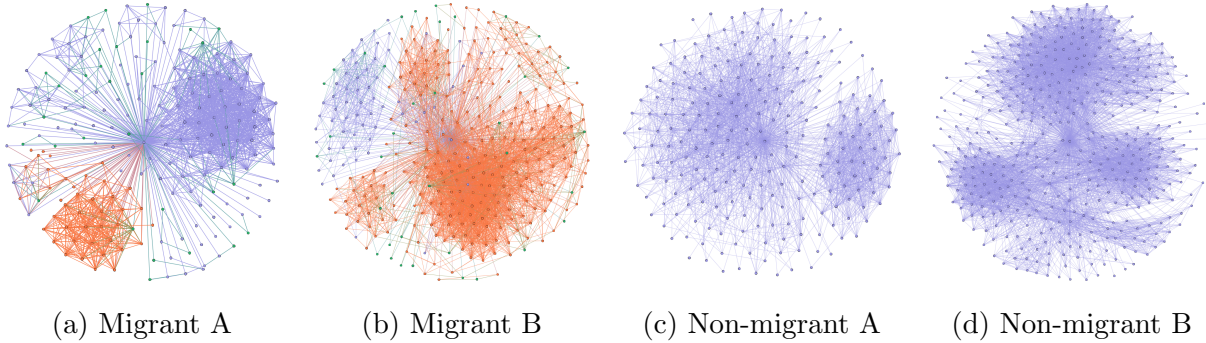 (a) Migrant A
(b) Migrant B
(c) Non-migrant A
(d) Non-migrant B